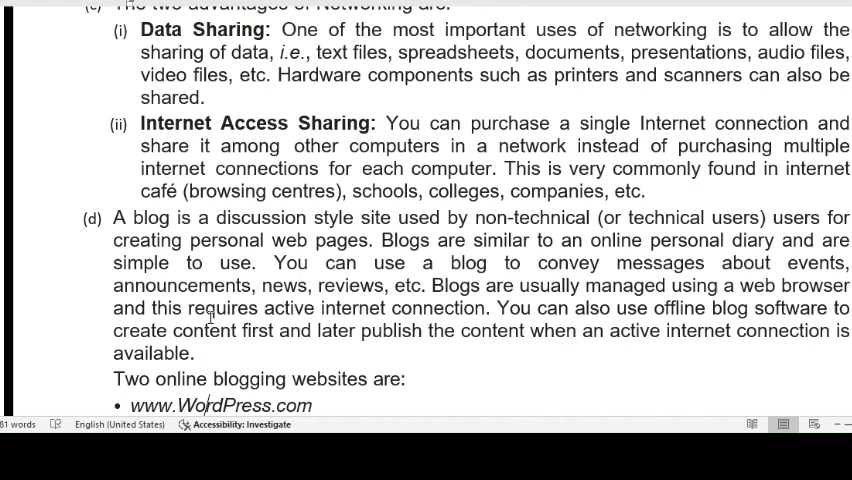 (c) The two advantages of Networking are:
(i) Data Sharing: One of the most important uses of networking is to allow the
sharing of data, i.e., text files, spreadsheets, documents, presentations, audio files,
video files, etc. Hardware components such as printers and scanners can also be
shared.
(ii) Internet Access Sharing: You can purchase a single Internet connection and
share it among other computers in a network instead of purchasing multiple
internet connections for each computer. This is very commonly found in internet
café (browsing centres), schools, colleges, companies, etc.
(d) A blog is a discussion style site used by non-technical (or technical users) users for
creating personal web pages. Blogs are similar to an online personal diary and are
simple to use. You can use a blog to convey messages about events,
announcements, news, reviews, etc. Blogs are usually managed using a web browser
and this requires active internet connection. You can also use offline blog software to
create content first and later publish the content when an active internet connection is
available.
Two online blogging websites are:
• www.WordPress.com
81 words English (United States) Accessibility: Investigate